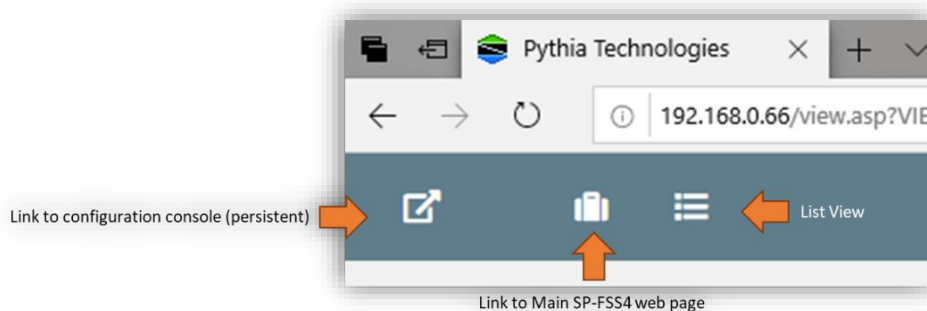 Pythia Technologies
192.168.0.66/view.asp?VIE
Link to configuration console (persistent)
List View
Link to Main SP-FSS4 web page